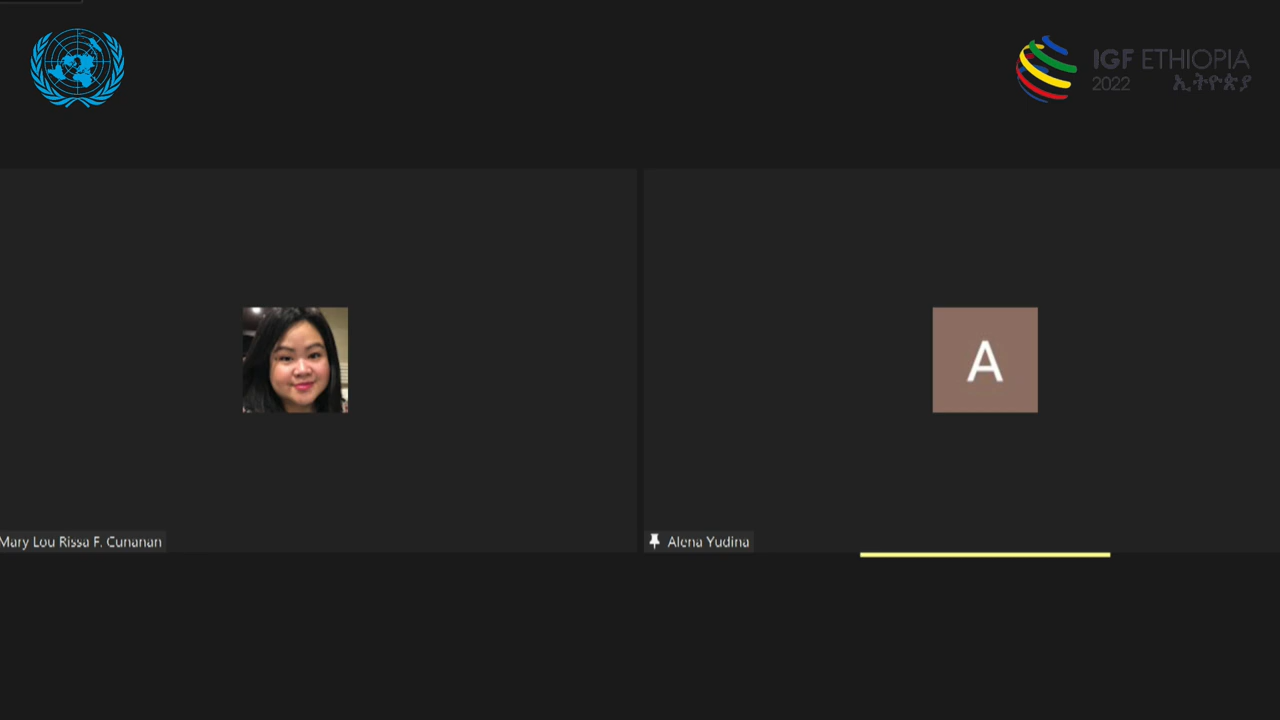 IGF ETHIOPIA
2022 ኢትዮጵያ
A
Mary Lou Rissa F. Cunanan
Alena Yudina